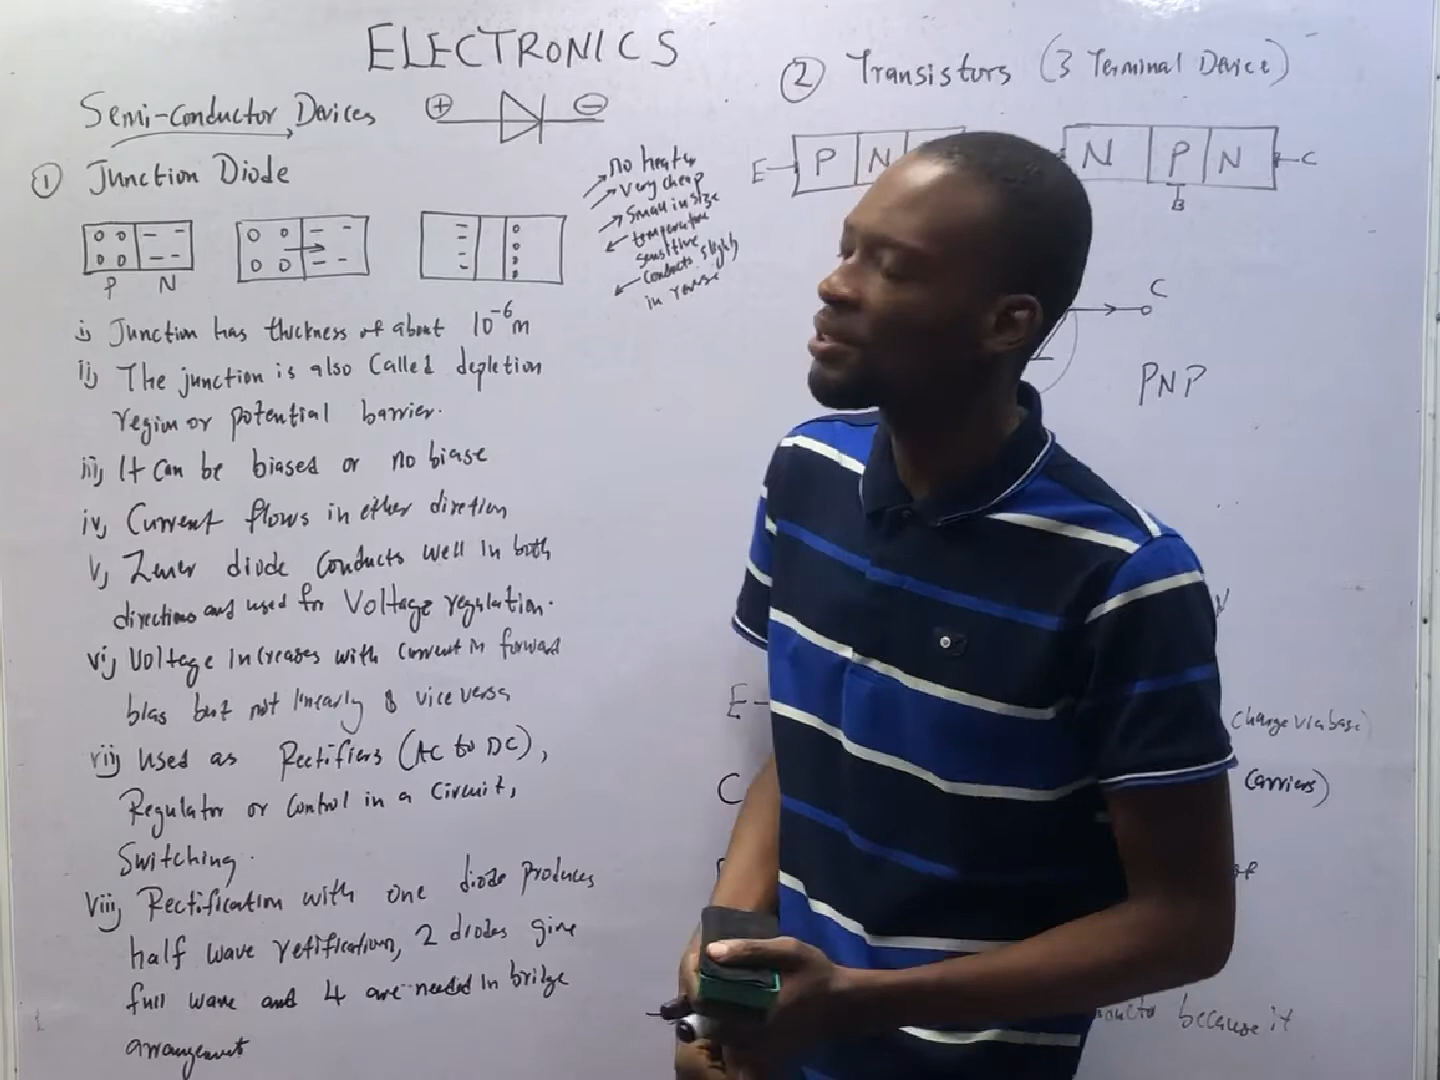 ELECTRONICS
Semi-Conductor Devices
⊕ ⊖
① Junction Diode
P N
no heater
very cheap
Small in size
temperature
sensitive
Conducts slighly
in
i) Junction has thickness of about 10⁻⁶m
ii) The junction is also Called depletion
region or potential barrier.
iii) It can be biased or no biase
iv) Current flows in either diretion
v) Zener diode Conducts well in both
directions and used for Voltage regulation.
vi) Voltage increases with current in forward
bias but not linearly & vice versa
vii) Used as Rectifiers (AC to DC),
Regulator or Control in a Circuit,
Switching.
viii) Rectification with one diode produces
half wave
2 diodes give
full wave and 4 are needed in bridge
arrangement
② Transistors (3 Terminal Device)
E P N
N P N C
B
C
PNP
E
Change via base)
C
Carriers)
of
because it